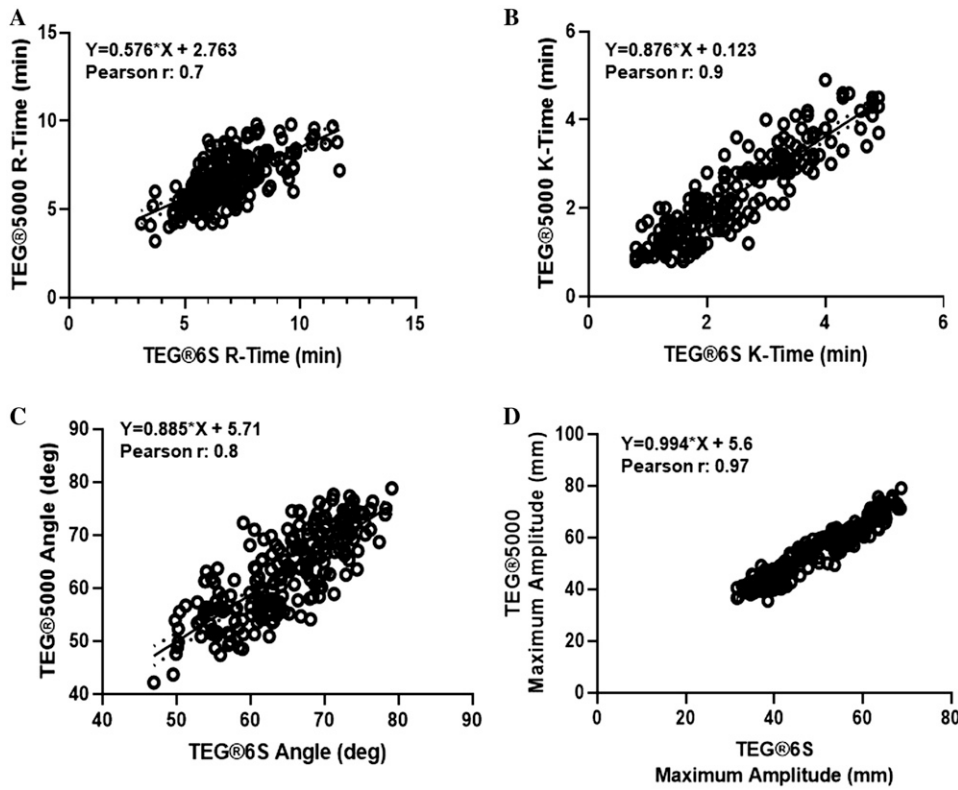 A
Y=0.576*X + 2.763
Pearson r: 0.7
TEG®5000 R-Time (min)
15
10
5
0
0 5 10 15
TEG®6S R-Time (min)
B
Y=0.876*X + 0.123
Pearson r: 0.9
TEG®5000 K-Time (min)
6
4
2
0
0 2 4 6
TEG®6S K-Time (min)
C
Y=0.885*X + 5.71
Pearson r: 0.8
TEG®5000 Angle (deg)
90
80
70
60
50
40
40 50 60 70 80 90
TEG®6S Angle (deg)
D
Y=0.994*X + 5.6
Pearson r: 0.97
TEG®5000
Maximum Amplitude (mm)
100
80
60
40
20
0
0 20 40 60 80
TEG®6S
Maximum Amplitude (mm)